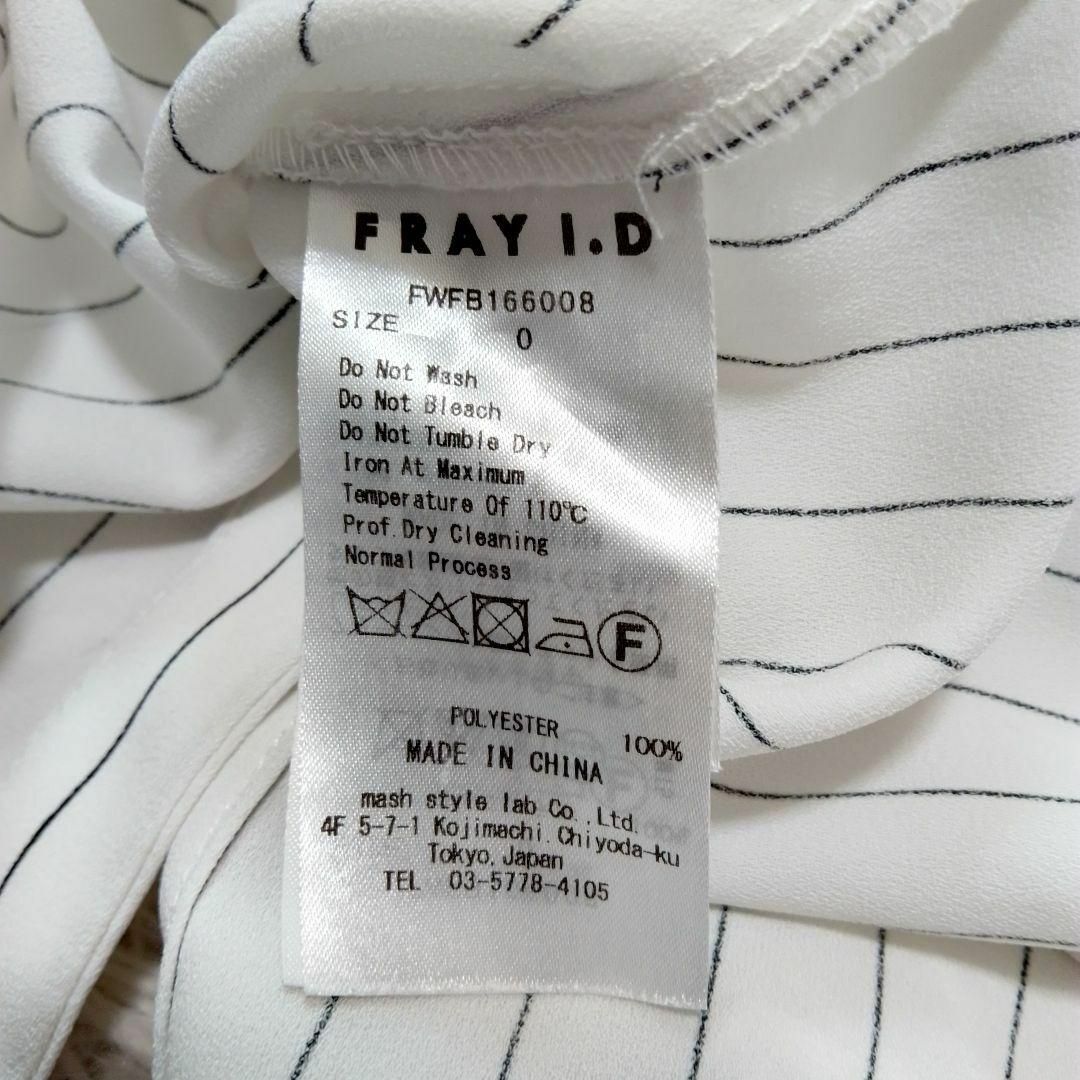 FRAY I.D
FWFB166008
SIZE 0
Do Not Wash
Do Not Bleach
Do Not Tumble Dry
Iron At Maximum
Temperature Of 110℃
Prof.Dry Cleaning
Normal Process
F
POLYESTER 100%
MADE IN CHINA
mash style lab Co.,Ltd.
4F 5-7-1 Kojimachi.Chiyoda-ku
Tokyo,Japan
TEL 03-5778-4105